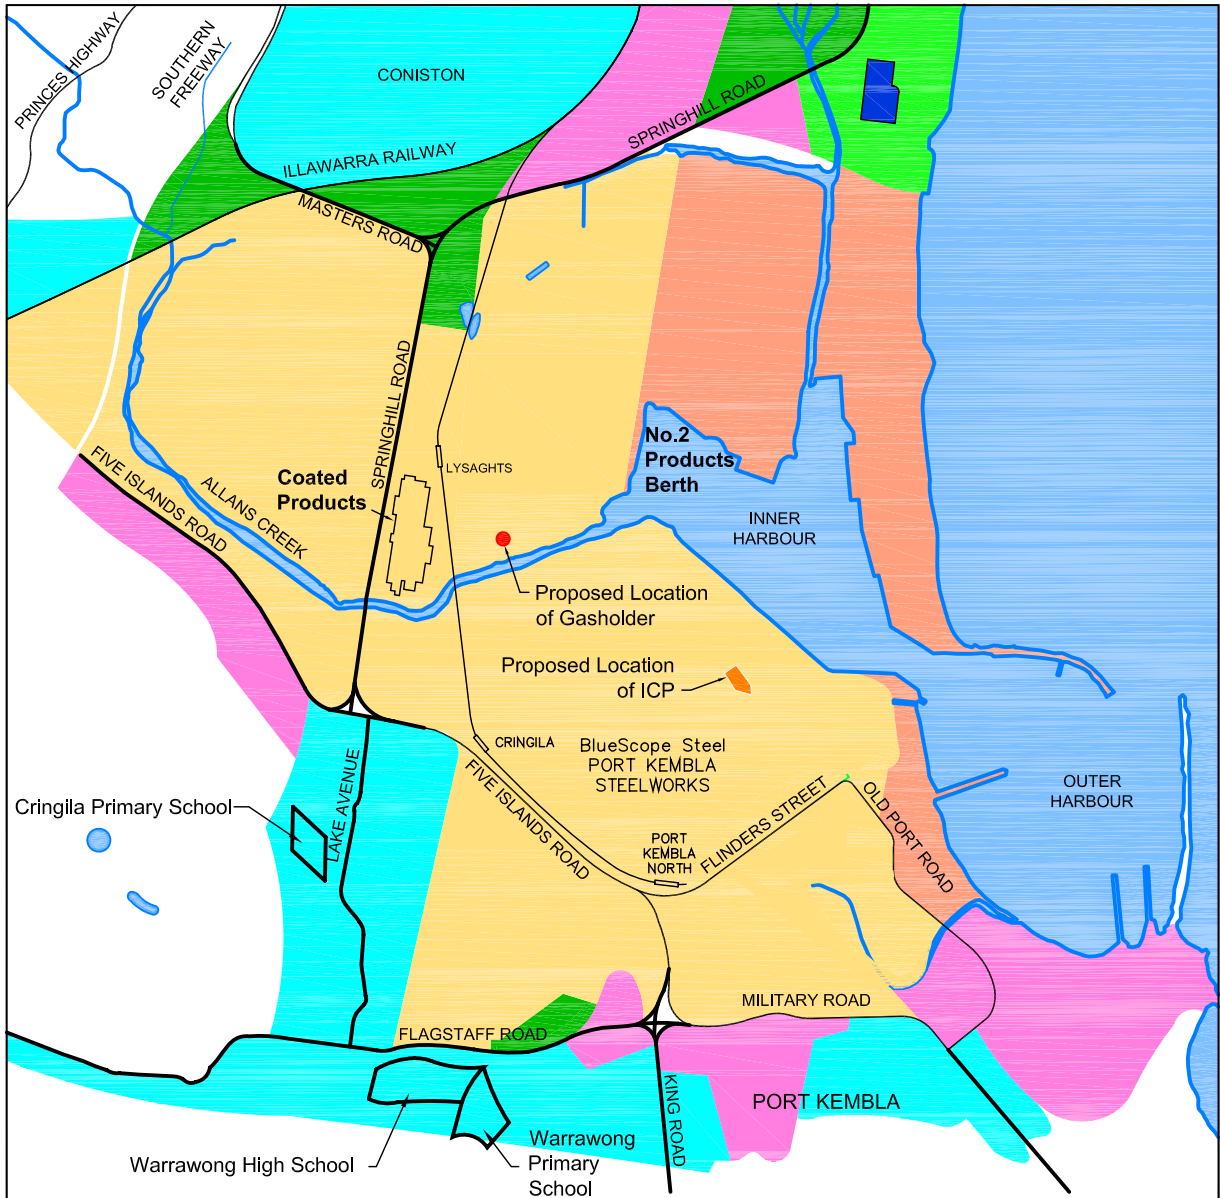 PRINCES HIGHWAY
SOUTHERN
FREEWAY
CONISTON
SPRINGHILL ROAD
ILLAWARRA RAILWAY
MASTERS ROAD
SPRINGHILL ROAD
FIVE ISLANDS ROAD
ALLANS CREEK
Coated
Products
LYSAGHTS
No.2
Products
Berth
INNER
HARBOUR
Proposed Location
of Gasholder
Proposed Location
of ICP
CRINGILA
BlueScope Steel
PORT KEMBLA
STEELWORKS
FIVE ISLANDS ROAD
PORT
KEMBLA
NORTH
FLINDERS STREET
OLD PORT ROAD
OUTER
HARBOUR
Cringila Primary School
LAKE AVENUE
MILITARY ROAD
FLAGSTAFF ROAD
KING ROAD
PORT KEMBLA
Warrawong High School
Warrawong
Primary
School